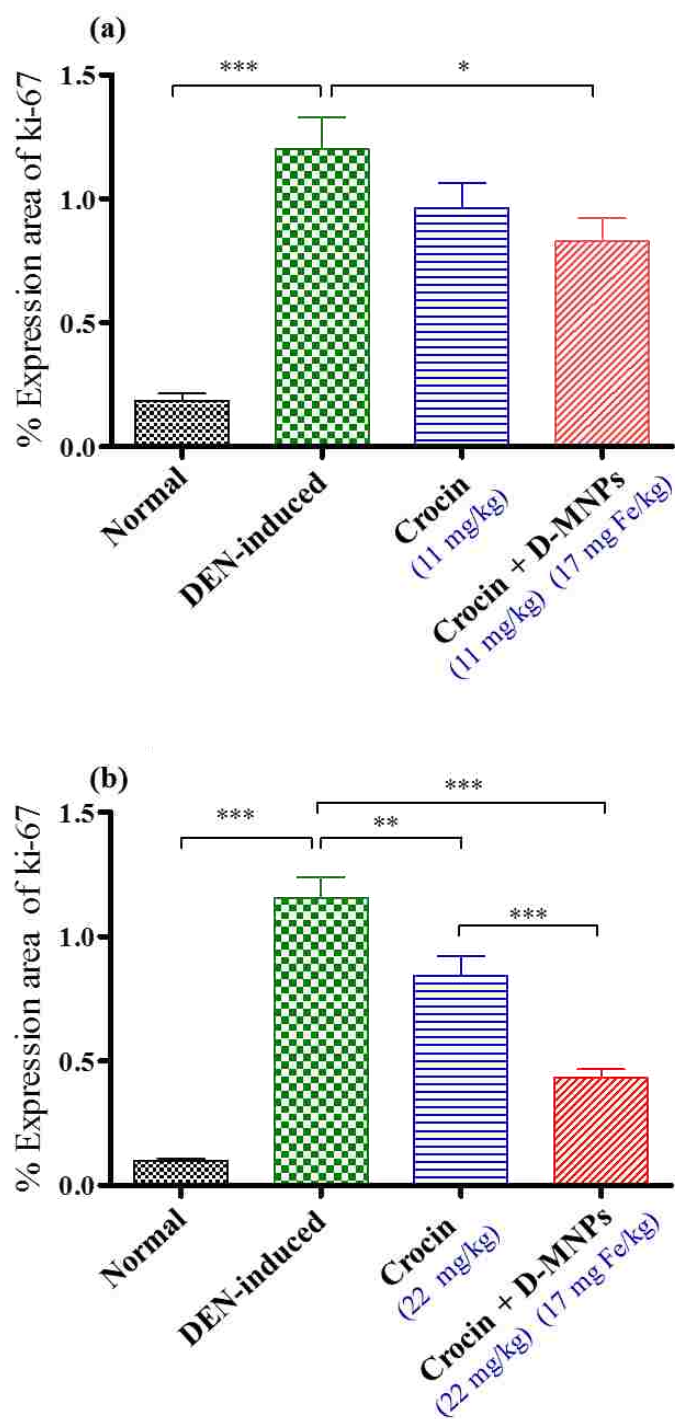 (a)
% Expression area of ki-67
1.5
1.0
0.5
0.0
***
*
Normal
DEN-induced
Crocin
(11 mg/kg)
Crocin + D-MNPs
(11 mg/kg) (17 mg Fe/kg)
(b)
% Expression area of ki-67
1.5
1.0
0.5
0.0
***
***
**
***
Normal
DEN-induced
Crocin
(22 mg/kg)
Crocin + D-MNPs
(22 mg/kg) (17 mg Fe/kg)